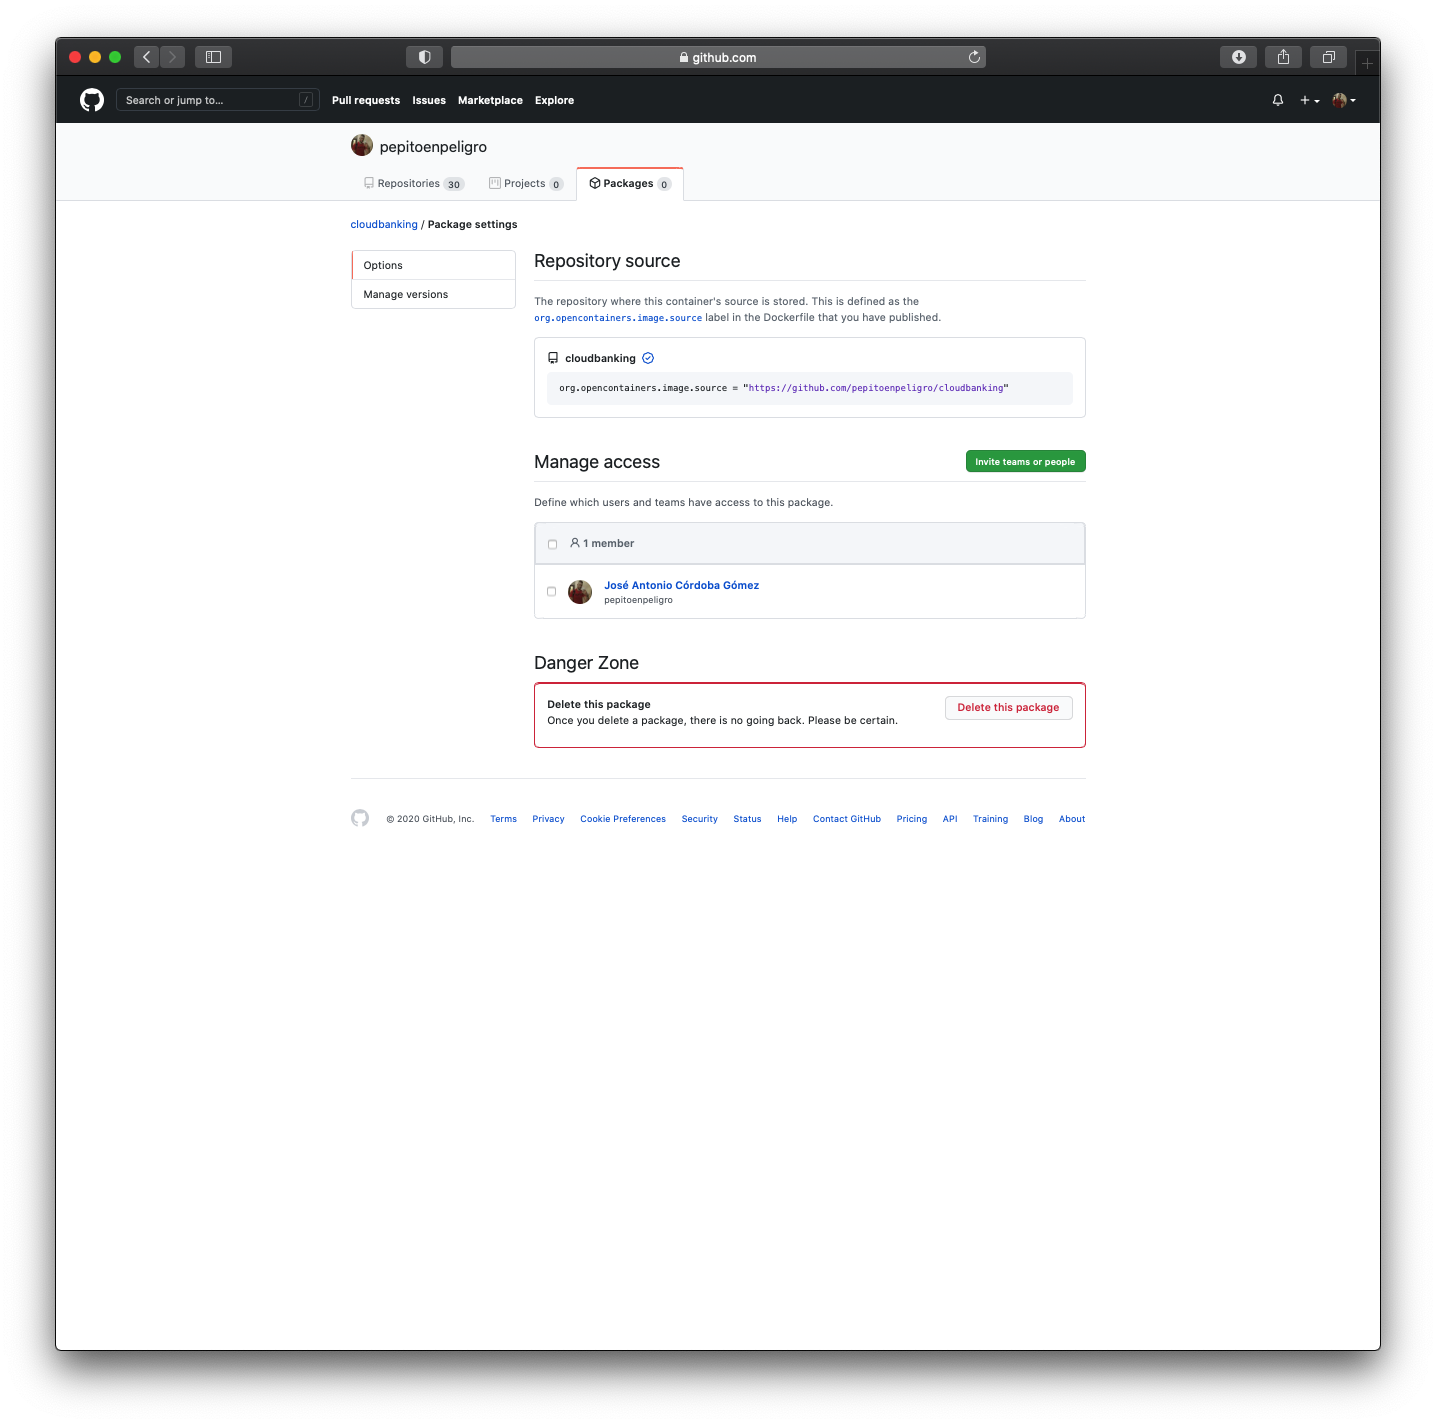 github.com
Search or jump to...
/
Pull requests Issues Marketplace Explore
pepitoenpeligro
Repositories 30 Projects 0 Packages 0
cloudbanking / Package settings
Options
Manage versions
Repository source
The repository where this container's source is stored. This is defined as the
org.opencontainers.image.source label in the Dockerfile that you have published.
cloudbanking
org.opencontainers.image.source = "https://github.com/pepitoenpeligro/cloudbanking"
Manage access
Invite teams or people
Define which users and teams have access to this package.
1 member
José Antonio Córdoba Gómez
pepitoenpeligro
Danger Zone
Delete this package
Once you delete a package, there is no going back. Please be certain.
Delete this package
© 2020 GitHub, Inc. Terms Privacy Cookie Preferences Security Status Help Contact GitHub Pricing API Training Blog About